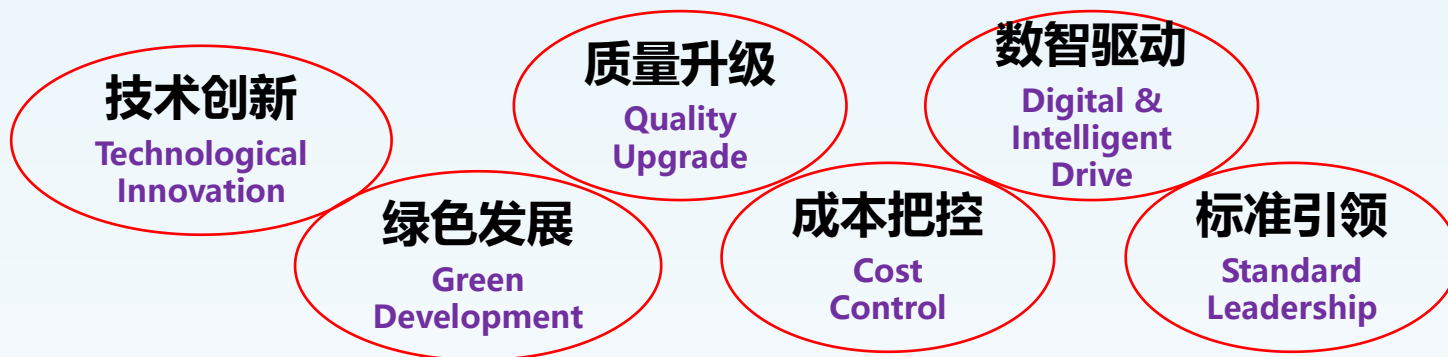 技术创新
Technological
Innovation
绿色发展
Green
Development
质量升级
Quality
Upgrade
成本把控
Cost
Control
数智驱动
Digital &
Intelligent
Drive
标准引领
Standard
Leadership